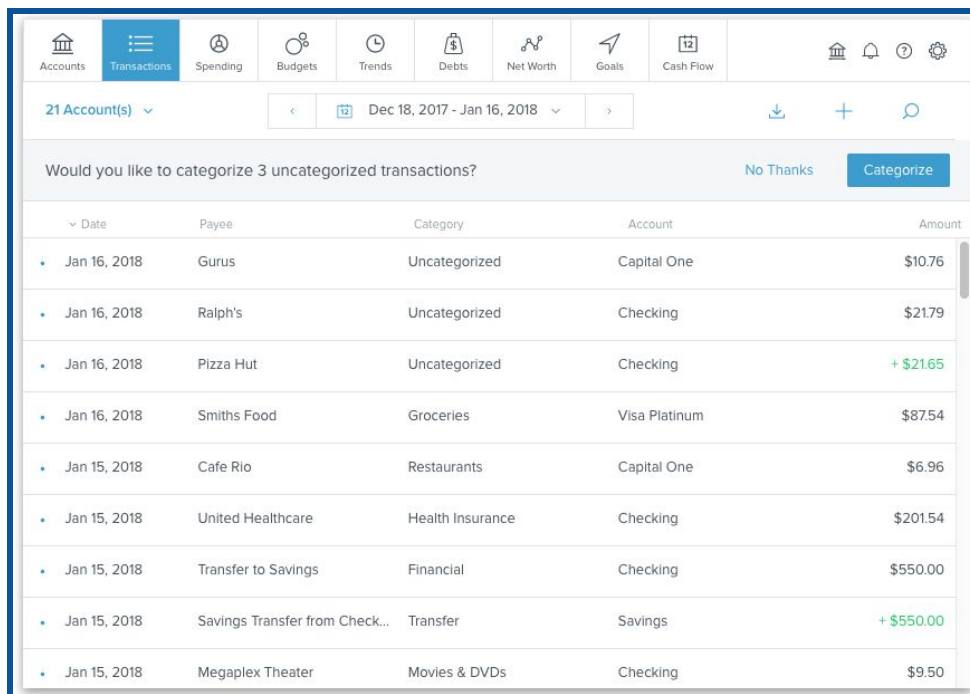 Accounts Transactions Spending Budgets Trends Debts Net Worth Goals Cash Flow
21 Account(s) 12 Dec 18, 2017 - Jan 16, 2018
Would you like to categorize 3 uncategorized transactions? No Thanks Categorize
Date Payee Category Account Amount
Jan 16, 2018 Gurus Uncategorized Capital One $10.76
Jan 16, 2018 Ralph's Uncategorized Checking $21.79
Jan 16, 2018 Pizza Hut Uncategorized Checking + $21.65
Jan 16, 2018 Smiths Food Groceries Visa Platinum $87.54
Jan 15, 2018 Cafe Rio Restaurants Capital One $6.96
Jan 15, 2018 United Healthcare Health Insurance Checking $201.54
Jan 15, 2018 Transfer to Savings Financial Checking $550.00
Jan 15, 2018 Savings Transfer from Check... Transfer Savings + $550.00
Jan 15, 2018 Megaplex Theater Movies & DVDs Checking $9.50